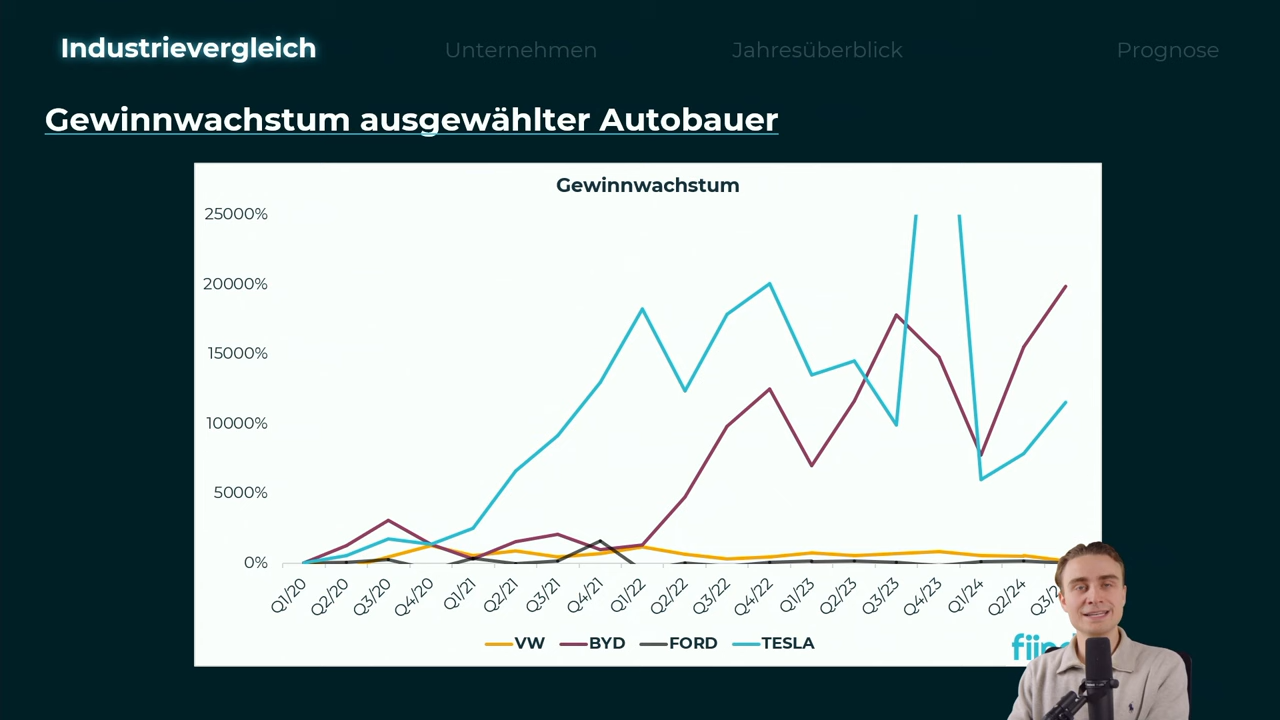 Industrievergleich Unternehmen Jahresüberblick Prognose
Gewinnwachstum ausgewählter Autobauer
Gewinnwachstum
25000%
20000%
15000%
10000%
5000%
0%
Q1/20 Q2/20 Q3/20 Q4/20 Q1/21 Q2/21 Q3/21 Q4/21 Q1/22 Q2/22 Q3/22 Q4/22 Q1/23 Q2/23 Q3/23 Q4/23 Q1/24 Q2/24
VW BYD FORD TESLA